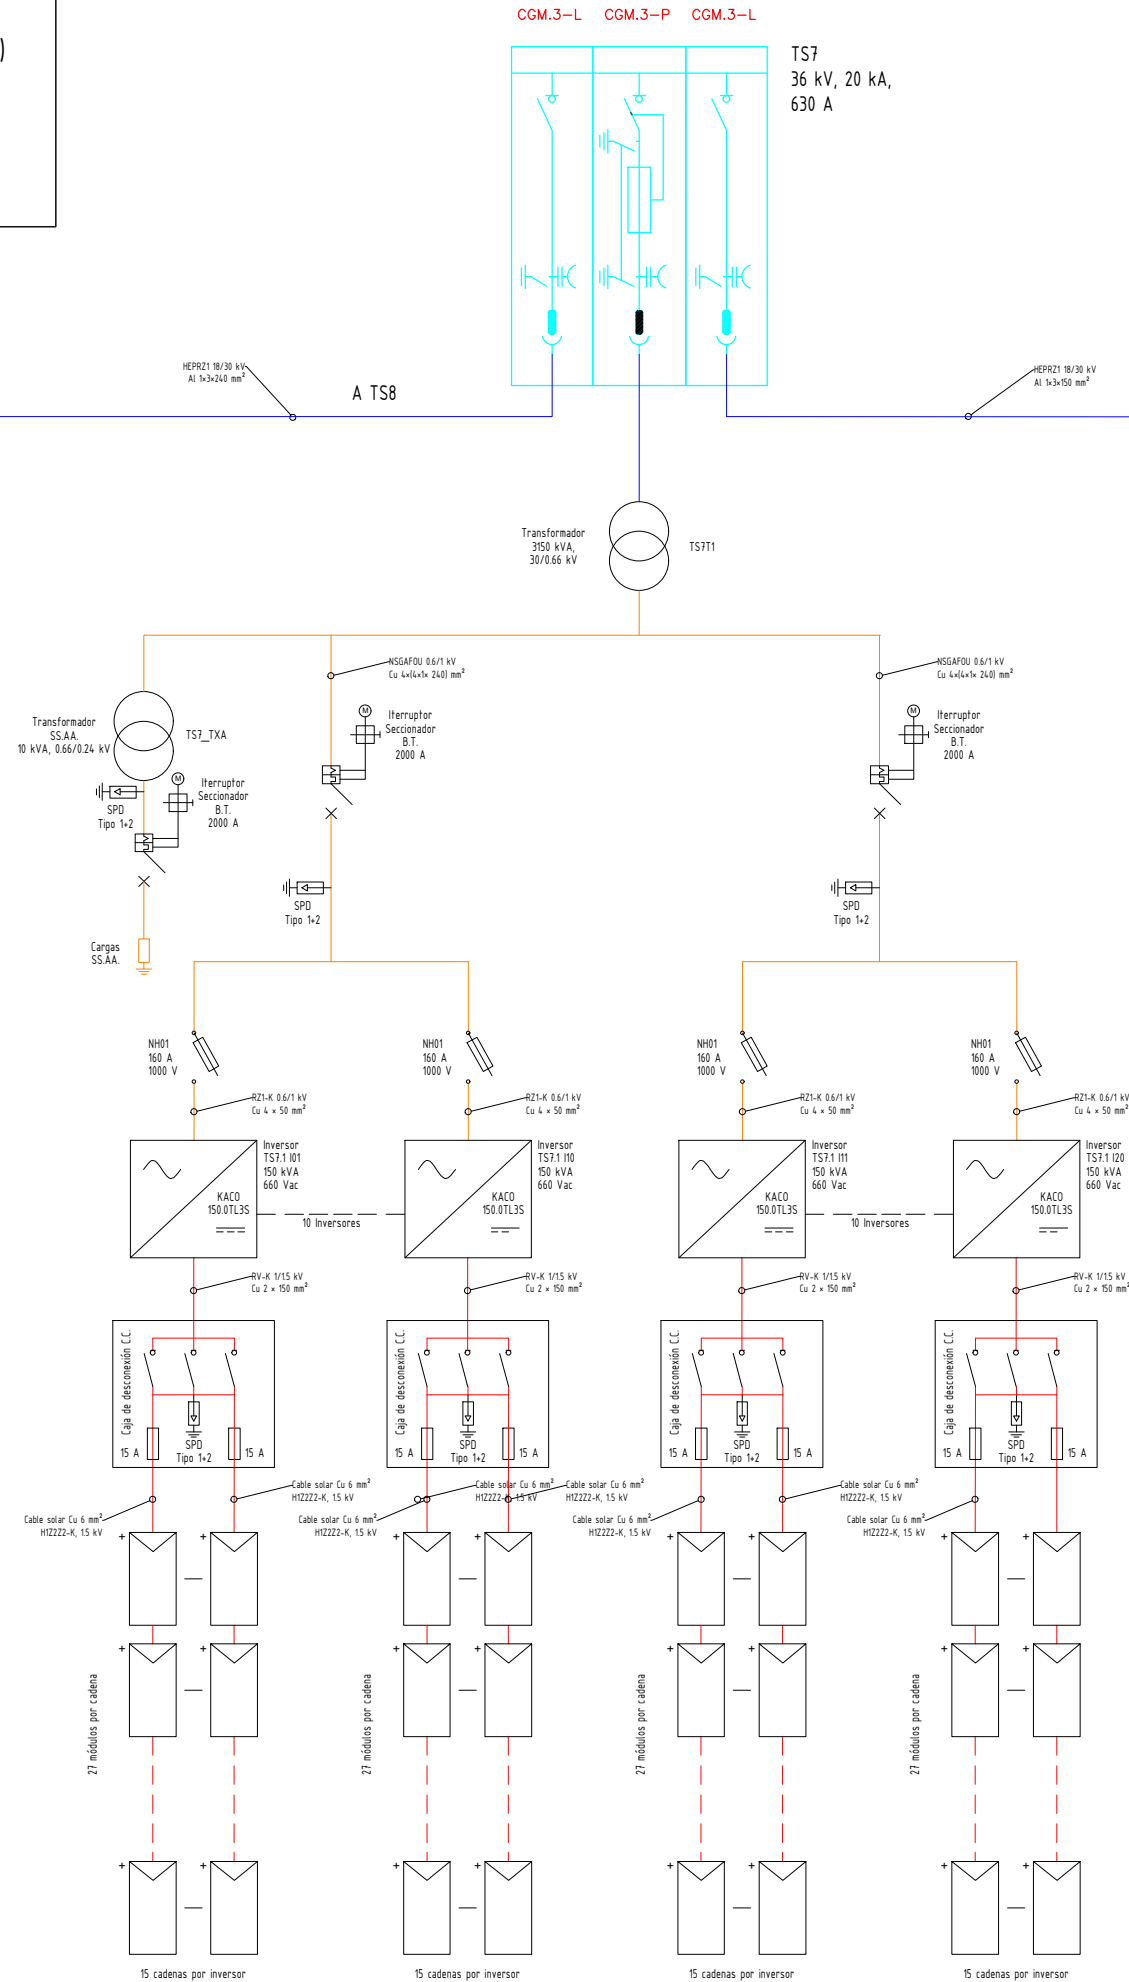 CGM.3-L CGM.3-P CGM.3-L
)
TS7
36 kV, 20 kA,
630 A
HEPRZ1 18/30 kV
Al 1×3×240 mm²
A TS8
HEPRZ1 18/30 kV
Al 1×3×150 mm²
Transformador
3150 kVA,
30/0.66 kV
TS7T1
NSGAFOU 0.6/1 kV
Cu 4×(4×1× 240) mm²
NSGAFOU 0.6/1 kV
Cu 4×(4×1× 240) mm²
Transformador
SS.AA.
10 kVA, 0.66/0.24 kV
TS7_TXA
M
Iterruptor
Seccionador
B.T.
2000 A
M
Iterruptor
Seccionador
B.T.
2000 A
M
Iterruptor
Seccionador
B.T.
2000 A
SPD
Tipo 1+2
SPD
Tipo 1+2
SPD
Tipo 1+2
Cargas
SS.AA.
NH01
160 A
1000 V
NH01
160 A
1000 V
NH01
160 A
1000 V
NH01
160 A
1000 V
RZ1-K 0.6/1 kV
Cu 4 × 50 mm²
RZ1-K 0.6/1 kV
Cu 4 × 50 mm²
RZ1-K 0.6/1 kV
Cu 4 × 50 mm²
RZ1-K 0.6/1 kV
Cu 4 × 50 mm²
Inversor
TS7.1 I01
150 kVA
660 Vac
KACO
150.0TL3S
10 Inversores
Inversor
TS7.1 I10
150 kVA
660 Vac
KACO
150.0TL3S
Inversor
TS7.1 I11
150 kVA
660 Vac
KACO
150.0TL3S
10 Inversores
Inversor
TS7.1 I20
150 kVA
660 Vac
KACO
150.0TL3S
RV-K 1/1.5 kV
Cu 2 × 150 mm²
RV-K 1/1.5 kV
Cu 2 × 150 mm²
RV-K 1/1.5 kV
Cu 2 × 150 mm²
RV-K 1/1.5 kV
Cu 2 × 150 mm²
Caja de desconexión C.C.
15 A
SPD
Tipo 1+2
15 A
Caja de desconexión C.C.
15 A
SPD
Tipo 1+2
15 A
Caja de desconexión C.C.
15 A
SPD
Tipo 1+2
15 A
Caja de desconexión C.C.
15 A
SPD
Tipo 1+2
15 A
Cable solar Cu 6 mm²
H1Z2Z2-K, 1.5 kV
Cable solar Cu 6 mm²
H1Z2Z2-K, 1.5 kV
Cable solar Cu 6 mm²
H1Z2Z2-K, 1.5 kV
Cable solar Cu 6 mm²
H1Z2Z2-K, 1.5 kV
Cable solar Cu 6 mm²
H1Z2Z2-K, 1.5 kV
Cable solar Cu 6 mm²
H1Z2Z2-K, 1.5 kV
Cable solar Cu 6 mm²
H1Z2Z2-K, 1.5 kV
Cable solar Cu 6 mm²
H1Z2Z2-K, 1.5 kV
+ + + + + + + +
+ + + + + + + +
27 módulos por cadena
27 módulos por cadena
27 módulos por cadena
27 módulos por cadena
+ + + + + + + +
15 cadenas por inversor
15 cadenas por inversor
15 cadenas por inversor
15 cadenas por inversor